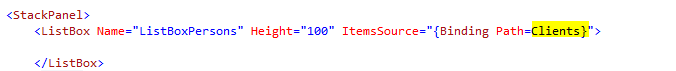 <StackPanel>
<ListBox Name="ListBoxPersons" Height="100" ItemsSource="{Binding Path=Clients}">
</ListBox>